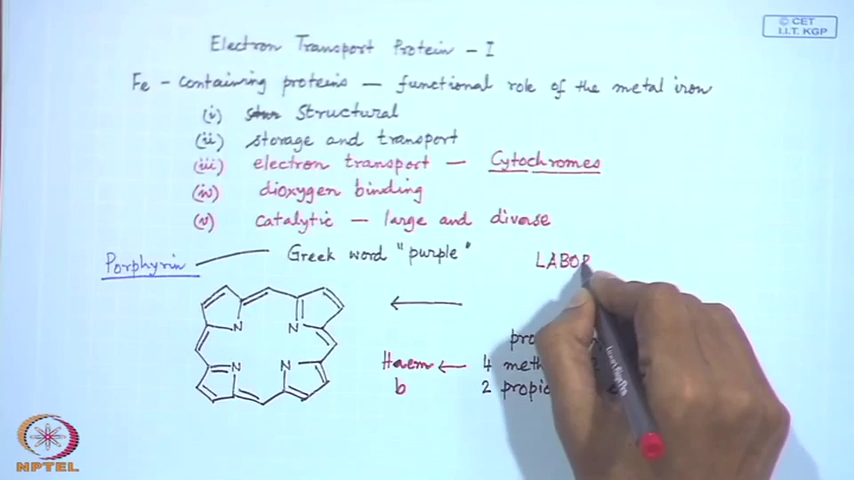 © CET
I.I.T. KGP
Electron Transport Protein - I
Fe - containing proteins — functional role of the metal iron
(i) Structural
(ii) storage and transport
(iii) electron transport — Cytochromes
(iv) dioxygen binding
(v) catalytic — large and diverse
Porphyrin — Greek word "purple"
LABOR
N N
N N
Haem ← 4
b 2
NPTEL